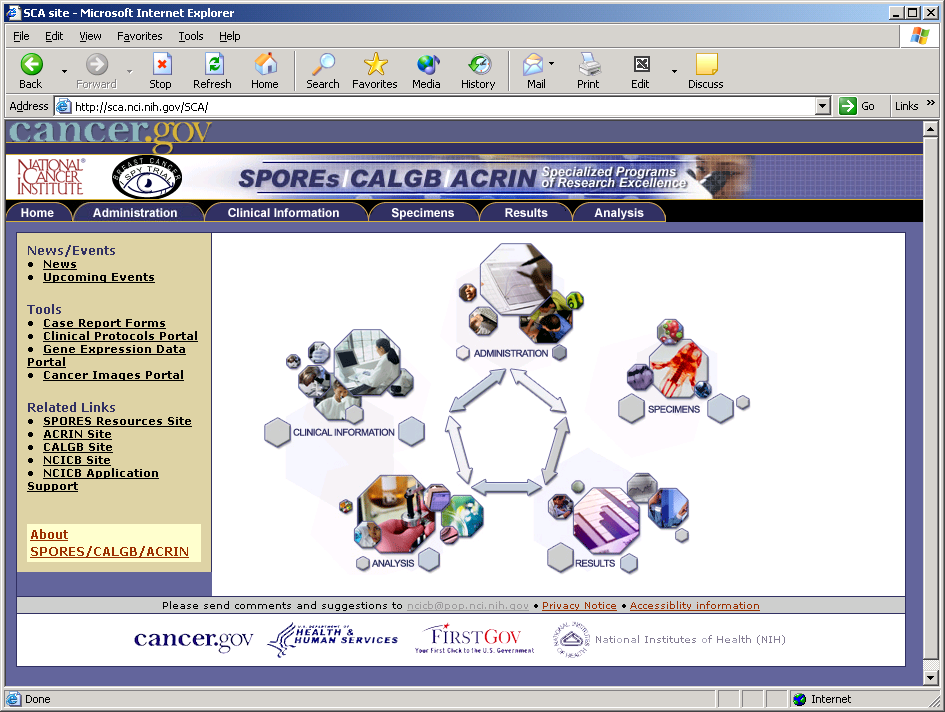 SCA site - Microsoft Internet Explorer
File Edit View Favorites Tools Help
Back Forward Stop Refresh Home Search Favorites Media History Mail Print Edit Discuss
Address http://sca.nci.nih.gov/SCA/ Go Links »
cancer.gov
NATIONAL
CANCER
INSTITUTE
BREAST CANCER
SPY TRIAL
SPOREs/CALGB/ACRIN Specialized Programs
of Research Excellence
Home Administration Clinical Information Specimens Results Analysis
News/Events
• News
• Upcoming Events
Tools
• Case Report Forms
• Clinical Protocols Portal
• Gene Expression Data
Portal
• Cancer Images Portal
Related Links
• SPORES Resources Site
• ACRIN Site
• CALGB Site
• NCICB Site
• NCICB Application
Support
About
SPORES/CALGB/ACRIN
ADMINISTRATION
SPECIMENS
CLINICAL INFORMATION
ANALYSIS
RESULTS
Please send comments and suggestions to ncicb@pop.nci.nih.gov • Privacy Notice • Accessiblity information
cancer.gov
U.S. DEPARTMENT OF
HEALTH &
HUMAN SERVICES
FIRSTGOV
Your First Click to the U.S. Government
National Institutes of Health (NIH)
Done Internet